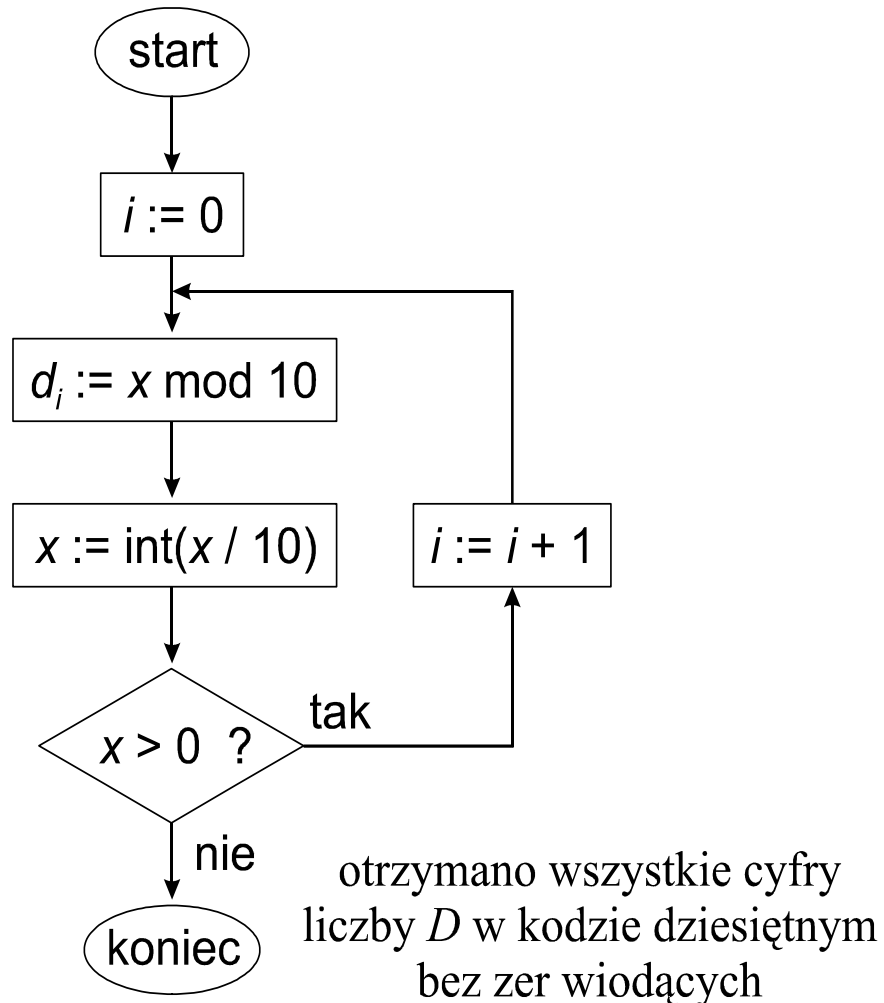 start
i := 0
dᵢ := x mod 10
x := int(x / 10)
i := i + 1
x > 0 ?
tak
nie
koniec
otrzymano wszystkie cyfry
liczby D w kodzie dziesiętnym
bez zer wiodących